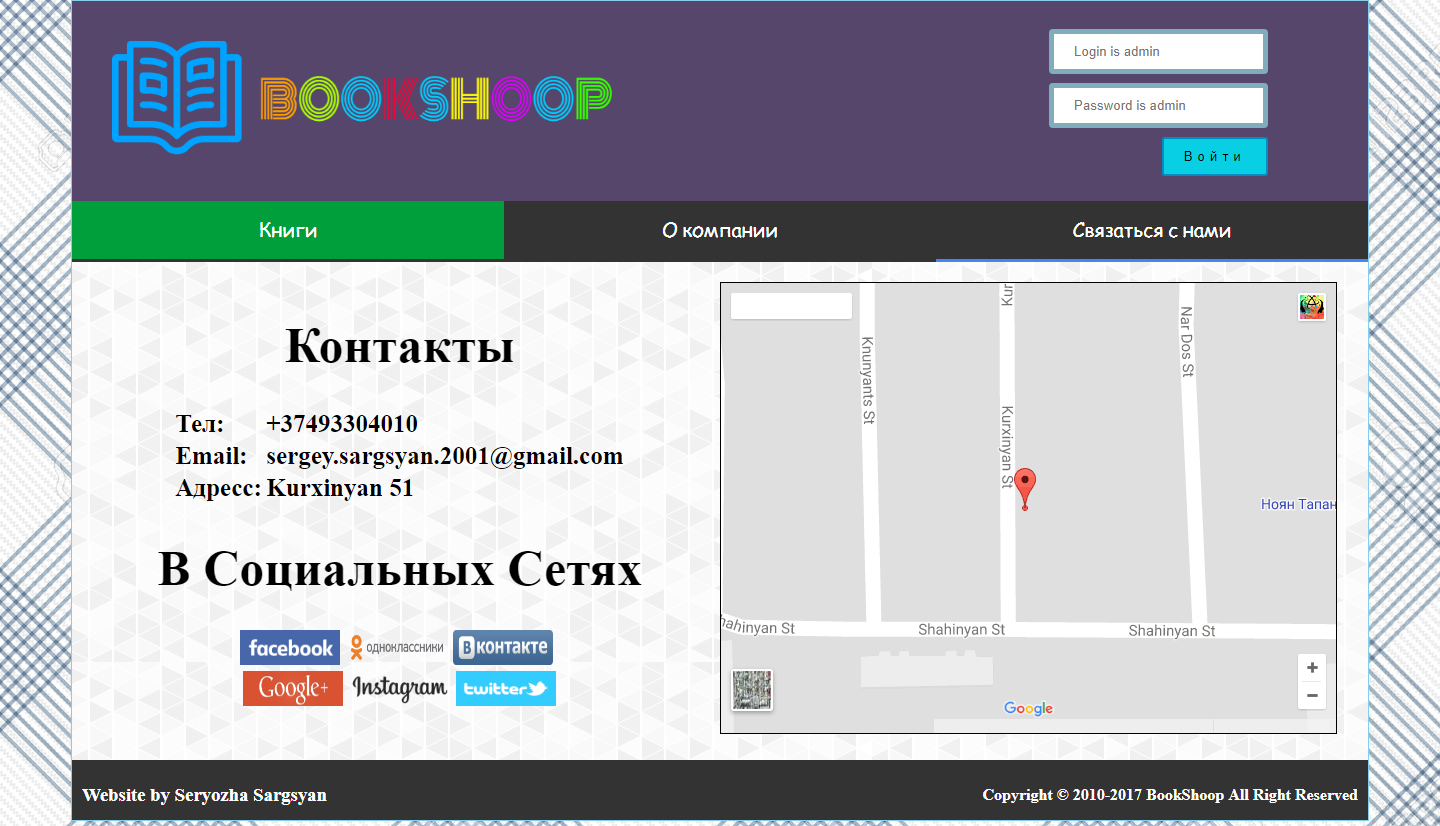 Login is admin
BOOKSHOOP
Password is admin
Войти
Книги
О компании
Связаться с нами
Контакты
Тел: +37493304010
Email: sergey.sargsyan.2001@gmail.com
Адресс: Kurxinyan 51
В Социальных Сетях
facebook
одноклассники
В контакте
Google+
Instagram
twitter
Knunyants St
Kur
Kurxinyan St
Nar Dos St
Ноян Тапан
hahinyan St
Shahinyan St
Shahinyan St
+
−
Google
Website by Seryozha Sargsyan
Copyright © 2010-2017 BookShoop All Right Reserved